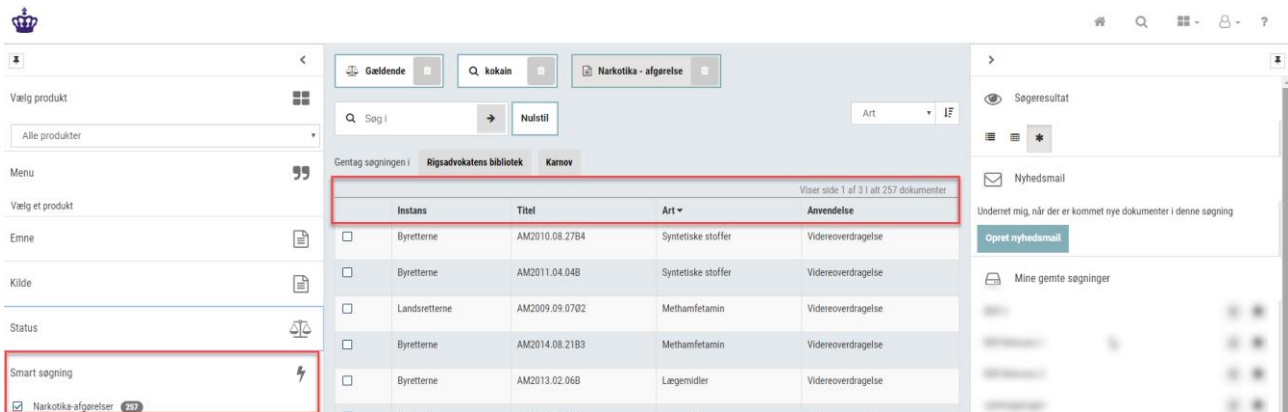 ?
Vælg produkt
Alle produkter
Menu
Vælg et produkt
Emne
Kilde
Status
Smart søgning
Narkotika-afgørelser 257
Gældende
kokain
Narkotika - afgørelse
Søg i
Nulstil
Art
Gentag søgningen i Rigsadvokatens bibliotek Karnov
Viser side 1 af 3 I alt 257 dokumenter
Instans Titel Art Anvendelse
Byretterne AM2010.08.27B4 Syntetiske stoffer Videreoverdragelse
Byretterne AM2011.04.04B Syntetiske stoffer Videreoverdragelse
Landsretterne AM2009.09.07Ø2 Methamfetamin Videreoverdragelse
Byretterne AM2014.08.21B3 Methamfetamin Videreoverdragelse
Byretterne AM2013.02.06B Lægemidler Videreoverdragelse
Søgeresultat
Nyhedsmail
Underret mig, når der er kommet nye dokumenter i denne søgning
Opret nyhedsmail
Mine gemte søgninger